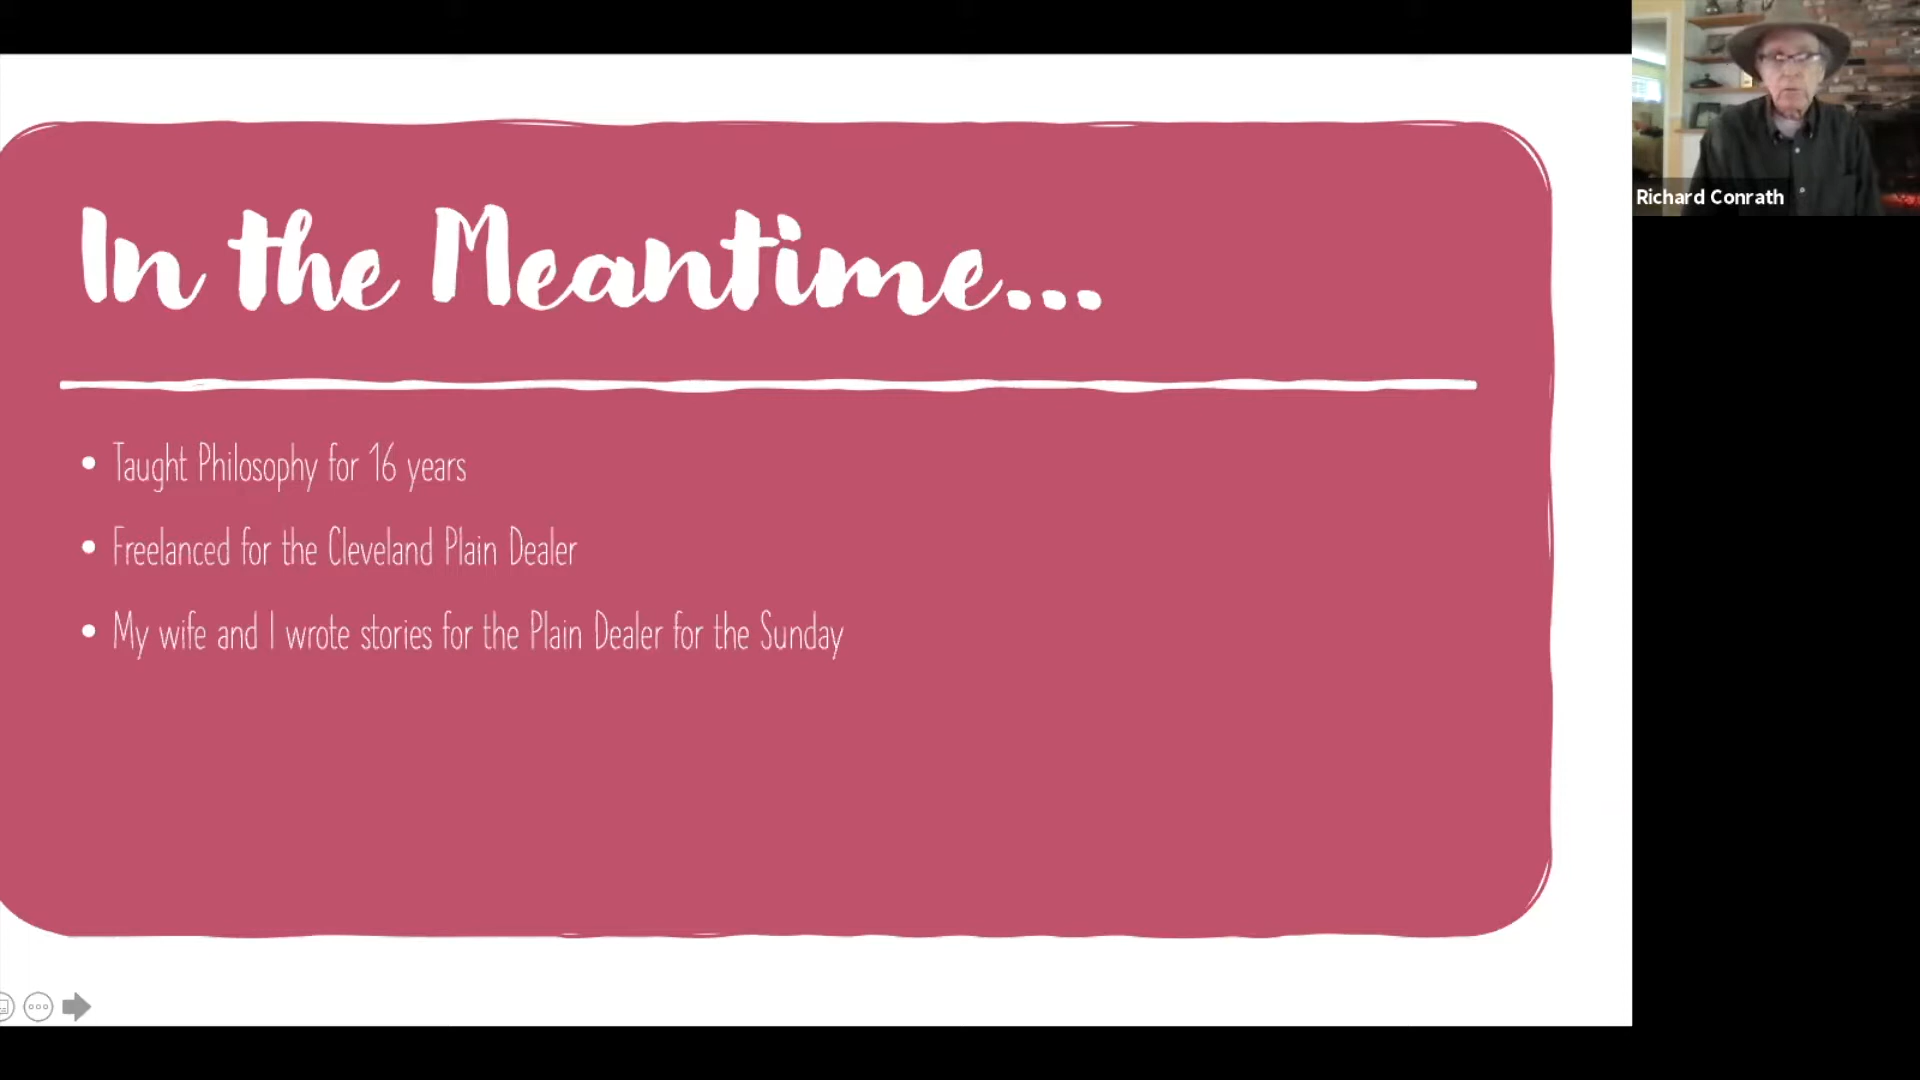 In the Meantime...
• Taught Philosophy for 16 years
• Freelanced for the Cleveland Plain Dealer
• My wife and I wrote stories for the Plain Dealer for the Sunday
Richard Conrath